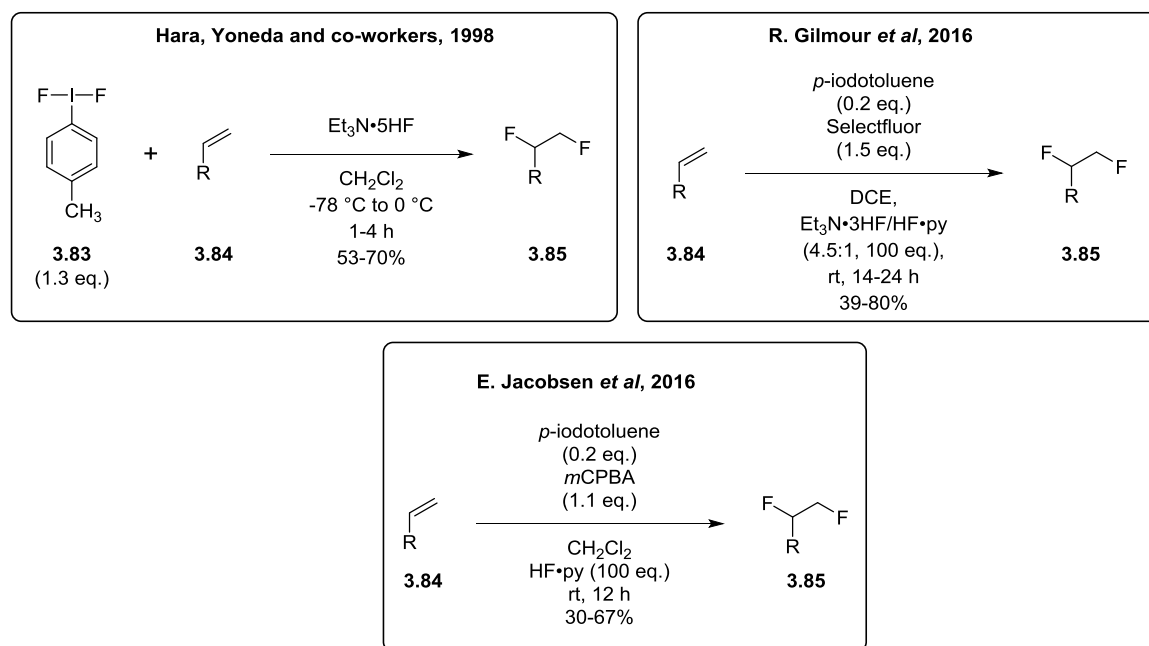 Hara, Yoneda and co-workers, 1998
F I F
CH₃
3.83
(1.3 eq.)
+
R
3.84
Et₃N•5HF
CH₂Cl₂
-78 °C to 0 °C
1-4 h
53-70%
F
F
R
3.85
R. Gilmour et al, 2016
R
3.84
p-iodotoluene
(0.2 eq.)
Selectfluor
(1.5 eq.)
DCE,
Et₃N•3HF/HF•py
(4.5:1, 100 eq.),
rt, 14-24 h
39-80%
F
F
R
3.85
E. Jacobsen et al, 2016
R
3.84
p-iodotoluene
(0.2 eq.)
mCPBA
(1.1 eq.)
CH₂Cl₂
HF•py (100 eq.)
rt, 12 h
30-67%
F
F
R
3.85